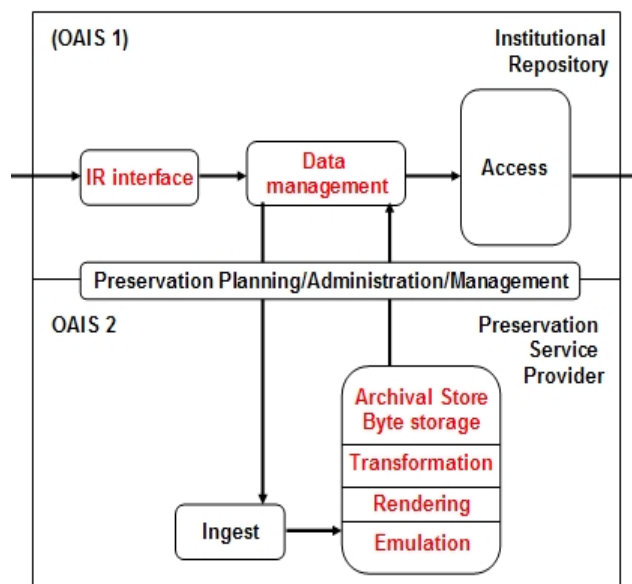 (OAIS 1)
Institutional
Repository
IR interface
Data
management
Access
Preservation Planning/Administration/Management
OAIS 2
Preservation
Service
Provider
Archival Store
Byte storage
Transformation
Rendering
Emulation
Ingest